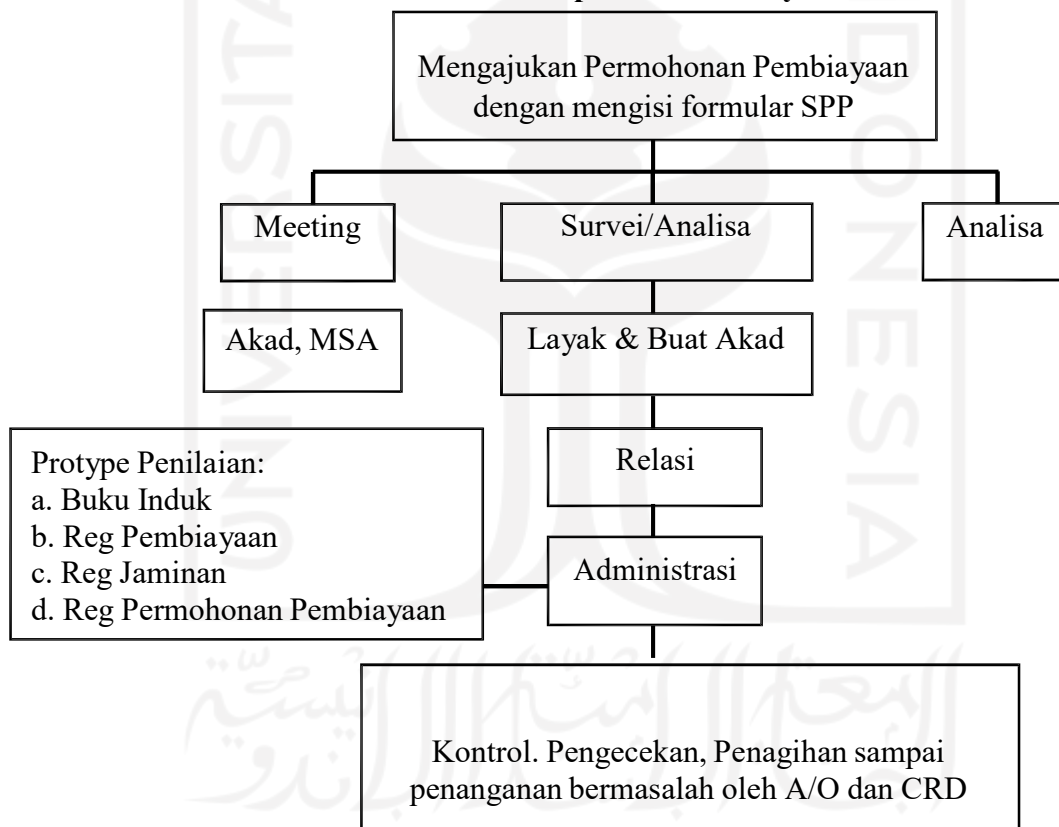 Mengajukan Permohonan Pembiayaan
dengan mengisi formular SPP
Meeting
Survei/Analisa
Analisa
Akad, MSA
Layak & Buat Akad
Relasi
Protype Penilaian:
a. Buku Induk
b. Reg Pembiayaan
c. Reg Jaminan
d. Reg Permohonan Pembiayaan
Administrasi
Kontrol. Pengecekan, Penagihan sampai
penanganan bermasalah oleh A/O dan CRD